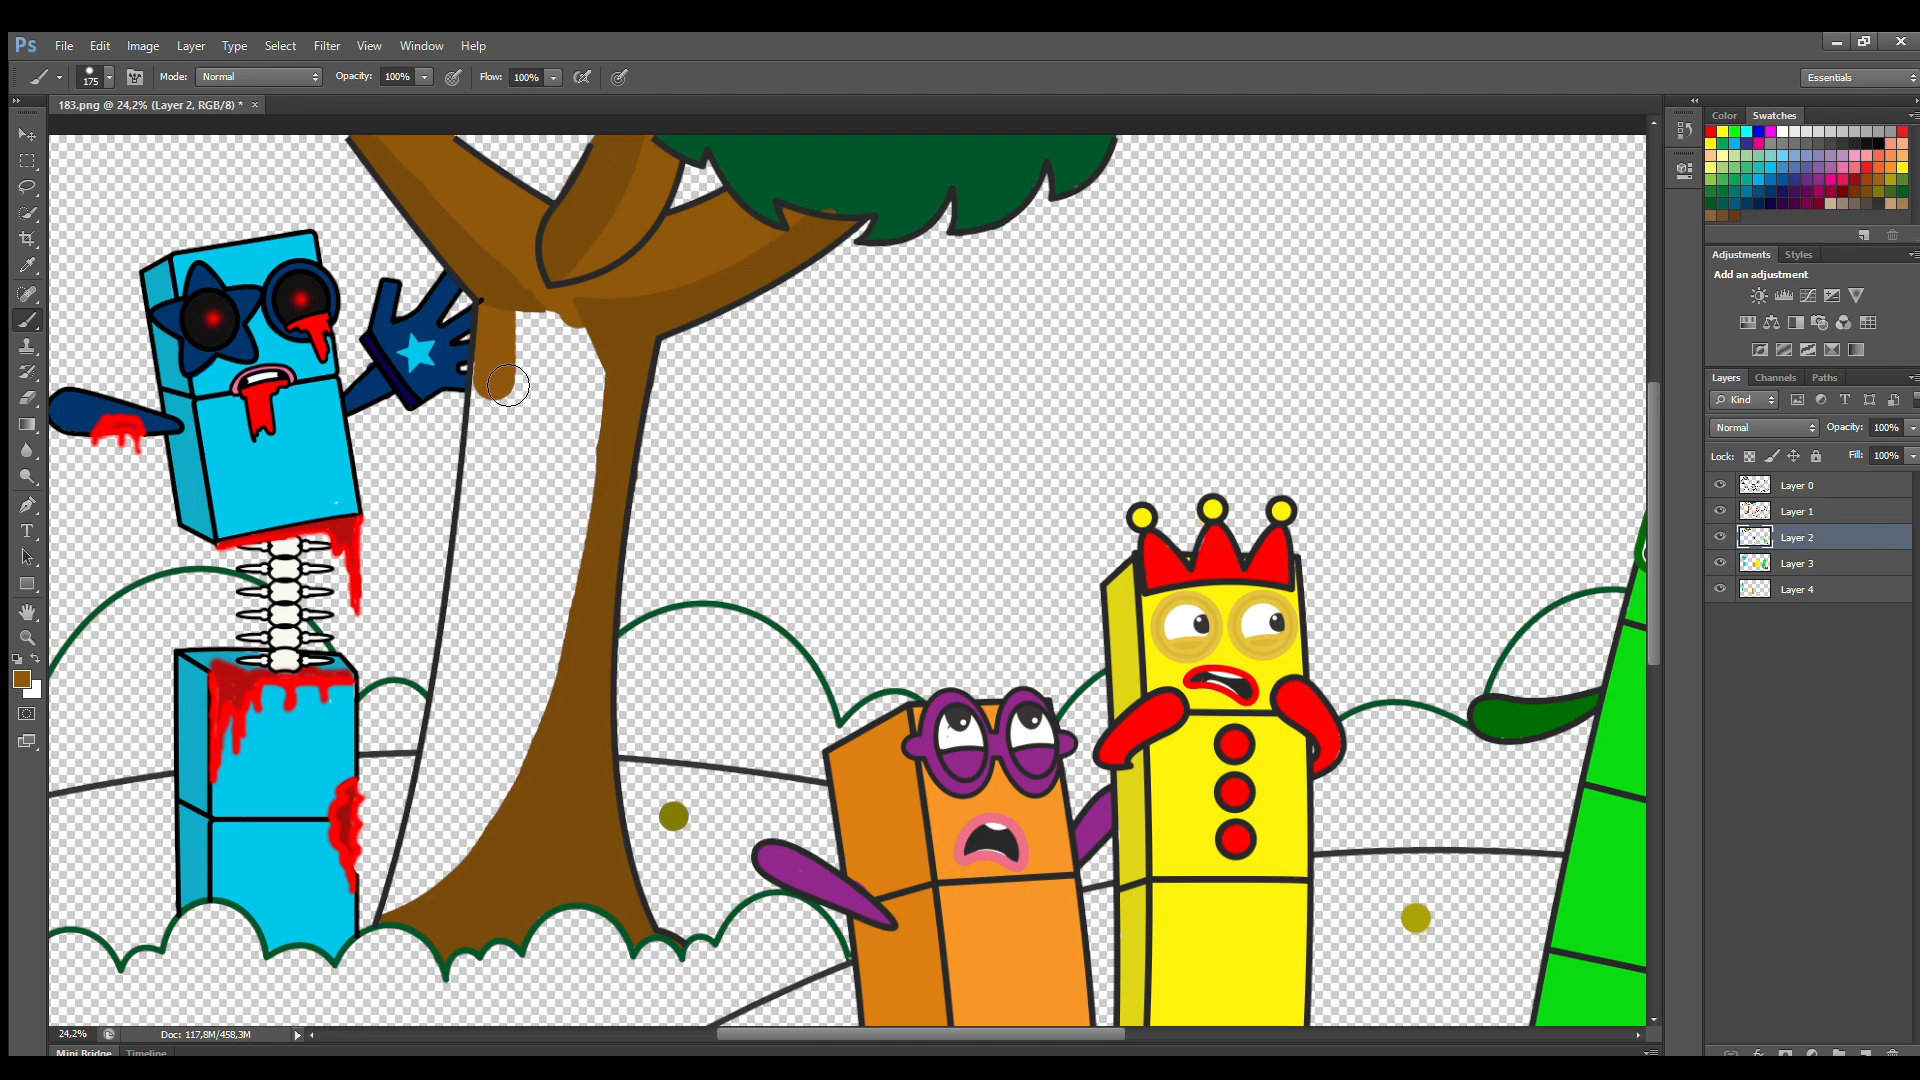 Ps File Edit Image Layer Type Select Filter View Window Help
175 Mode: Normal Opacity: 100% Flow: 100% Essentials
183.png @ 24,2% (Layer 2, RGB/8) * ×
Color Swatches
Adjustments Styles
Add an adjustment
Layers Channels Paths
Kind
Normal Opacity: 100%
Lock: Fill: 100%
Layer 0
Layer 1
Layer 2
Layer 3
Layer 4
24,2% Doc: 117,8M/458,3M
Mini Bridge Timeline